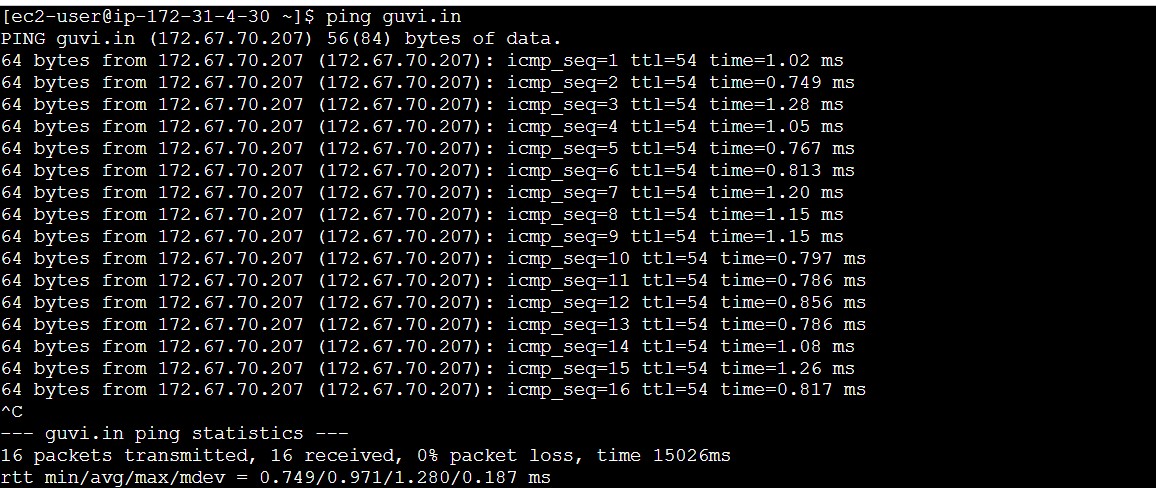 [ec2-user@ip-172-31-4-30 ~]$ ping guvi.in
PING guvi.in (172.67.70.207) 56(84) bytes of data.
64 bytes from 172.67.70.207 (172.67.70.207): icmp_seq=1 ttl=54 time=1.02 ms
64 bytes from 172.67.70.207 (172.67.70.207): icmp_seq=2 ttl=54 time=0.749 ms
64 bytes from 172.67.70.207 (172.67.70.207): icmp_seq=3 ttl=54 time=1.28 ms
64 bytes from 172.67.70.207 (172.67.70.207): icmp_seq=4 ttl=54 time=1.05 ms
64 bytes from 172.67.70.207 (172.67.70.207): icmp_seq=5 ttl=54 time=0.767 ms
64 bytes from 172.67.70.207 (172.67.70.207): icmp_seq=6 ttl=54 time=0.813 ms
64 bytes from 172.67.70.207 (172.67.70.207): icmp_seq=7 ttl=54 time=1.20 ms
64 bytes from 172.67.70.207 (172.67.70.207): icmp_seq=8 ttl=54 time=1.15 ms
64 bytes from 172.67.70.207 (172.67.70.207): icmp_seq=9 ttl=54 time=1.15 ms
64 bytes from 172.67.70.207 (172.67.70.207): icmp_seq=10 ttl=54 time=0.797 ms
64 bytes from 172.67.70.207 (172.67.70.207): icmp_seq=11 ttl=54 time=0.786 ms
64 bytes from 172.67.70.207 (172.67.70.207): icmp_seq=12 ttl=54 time=0.856 ms
64 bytes from 172.67.70.207 (172.67.70.207): icmp_seq=13 ttl=54 time=0.786 ms
64 bytes from 172.67.70.207 (172.67.70.207): icmp_seq=14 ttl=54 time=1.08 ms
64 bytes from 172.67.70.207 (172.67.70.207): icmp_seq=15 ttl=54 time=1.26 ms
64 bytes from 172.67.70.207 (172.67.70.207): icmp_seq=16 ttl=54 time=0.817 ms
^C
--- guvi.in ping statistics ---
16 packets transmitted, 16 received, 0% packet loss, time 15026ms
rtt min/avg/max/mdev = 0.749/0.971/1.280/0.187 ms